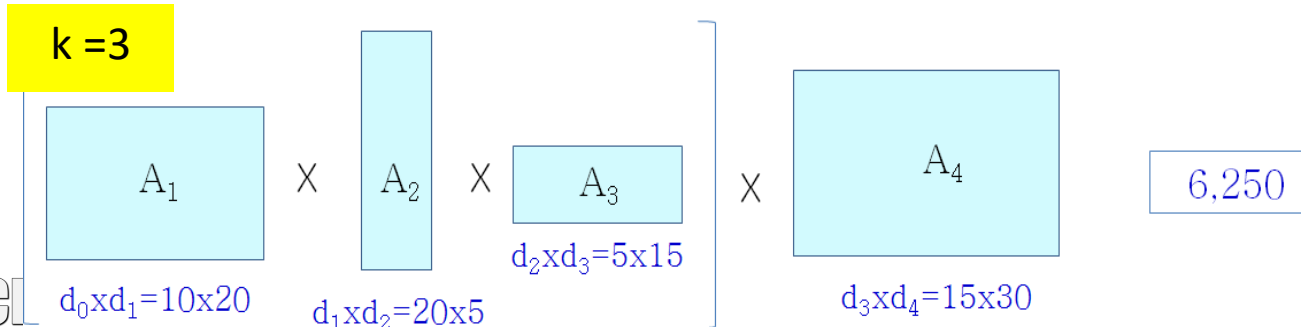 k =3
A₁ X A₂ X A₃ X A₄ 6,250
d₂xd₃=5x15
d₀xd₁=10x20 d₁xd₂=20x5 d₃xd₄=15x30